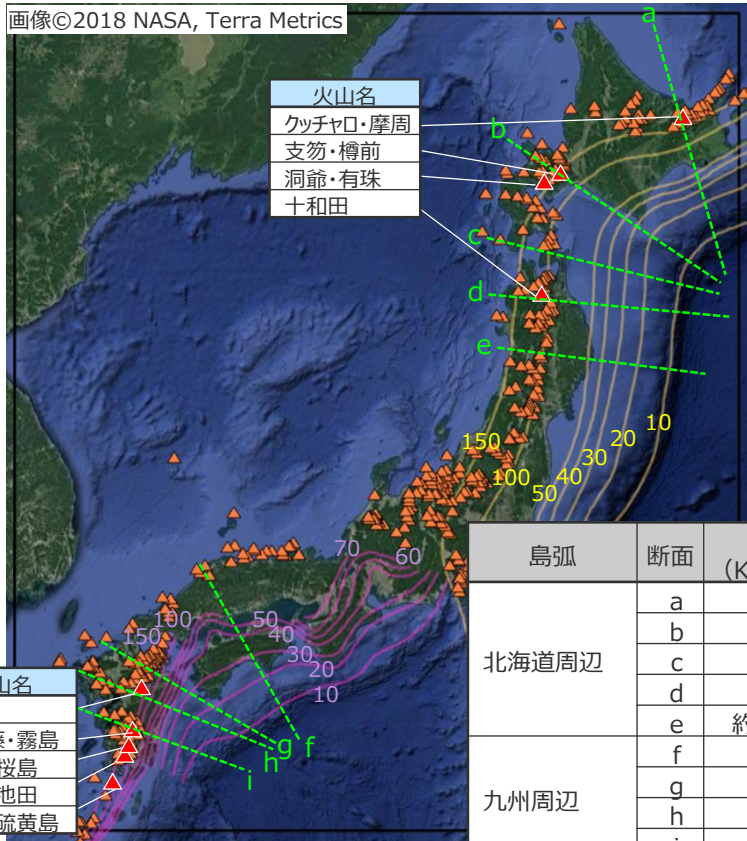 画像©2018 NASA, Terra Metrics
a
火山名
クッチャロ・摩周
支笏・樽前
洞爺・有珠
十和田
b
c
d
e
150
100
50
40
30
20
10
70
60
50
40
30
20
10
100
150
島弧
断面
(K
北海道周辺
a
b
c
d
e
約
九州周辺
f
g
h
山名
・霧島
桜島
池田
硫黄島
g
f
h
i